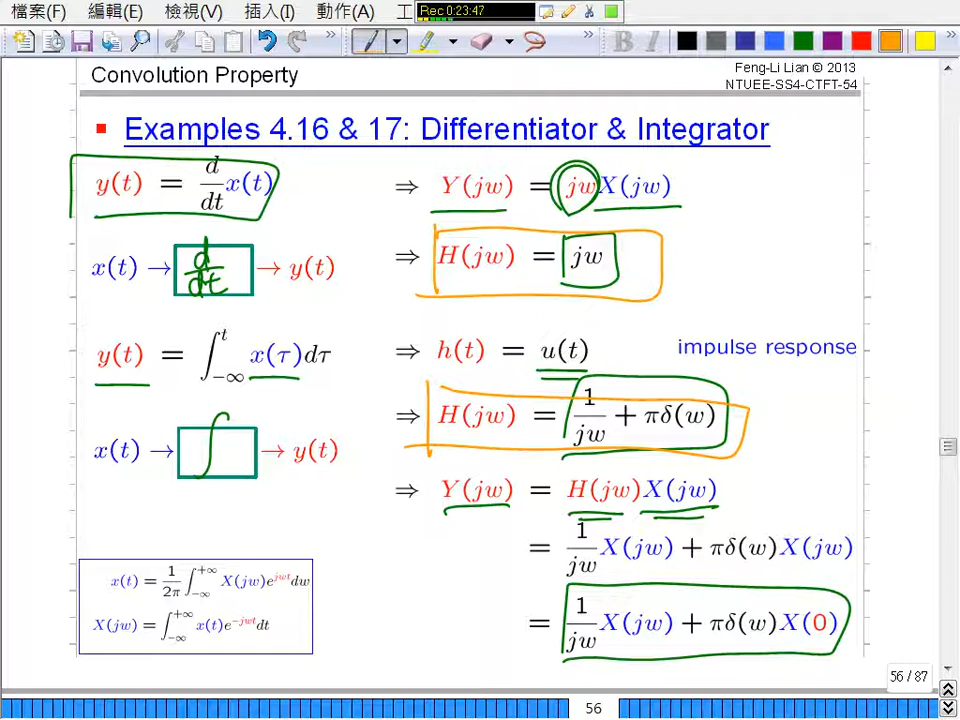 檔案(F) 編輯(E) 檢視(V) 插入(I) 動作(A) 工
Rec 0:23:47
B I
Convolution Property
Feng-Li Lian © 2013
NTUEE-SS4-CTFT-54
Examples 4.16 & 17: Differentiator & Integrator
y(t) = d/dt x(t) ⇒ Y(jw) = jwX(jw)
x(t) → d/dt → y(t) ⇒ H(jw) = jw
y(t) = ∫_{−∞}^{t} x(τ)dτ ⇒ h(t) = u(t) impulse response
⇒ H(jw) = 1/jw + πδ(w)
x(t) → ∫ → y(t)
⇒ Y(jw) = H(jw)X(jw)
= 1/jw X(jw) + πδ(w)X(jw)
= 1/jw X(jw) + πδ(w)X(0)
x(t) = 1/2π ∫_{−∞}^{+∞} X(jw)e^{jwt}dw
X(jw) = ∫_{−∞}^{+∞} x(t)e^{−jwt}dt
56 / 87
56